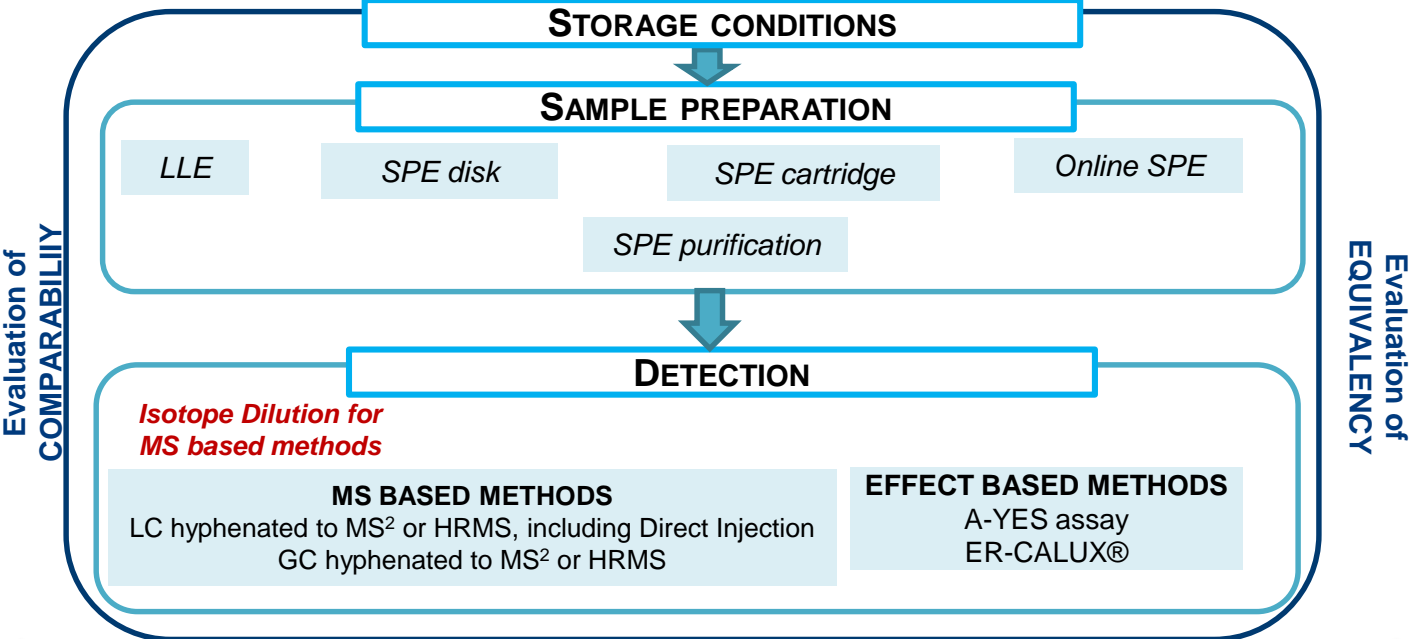 STORAGE CONDITIONS
SAMPLE PREPARATION
LLE
SPE disk
SPE cartridge
Online SPE
SPE purification
Evaluation of
COMPARABILIIY
Evaluation of
EQUIVALENCY
DETECTION
Isotope Dilution for
MS based methods
MS BASED METHODS
LC hyphenated to MS² or HRMS, including Direct Injection
GC hyphenated to MS² or HRMS
EFFECT BASED METHODS
A-YES assay
ER-CALUX®